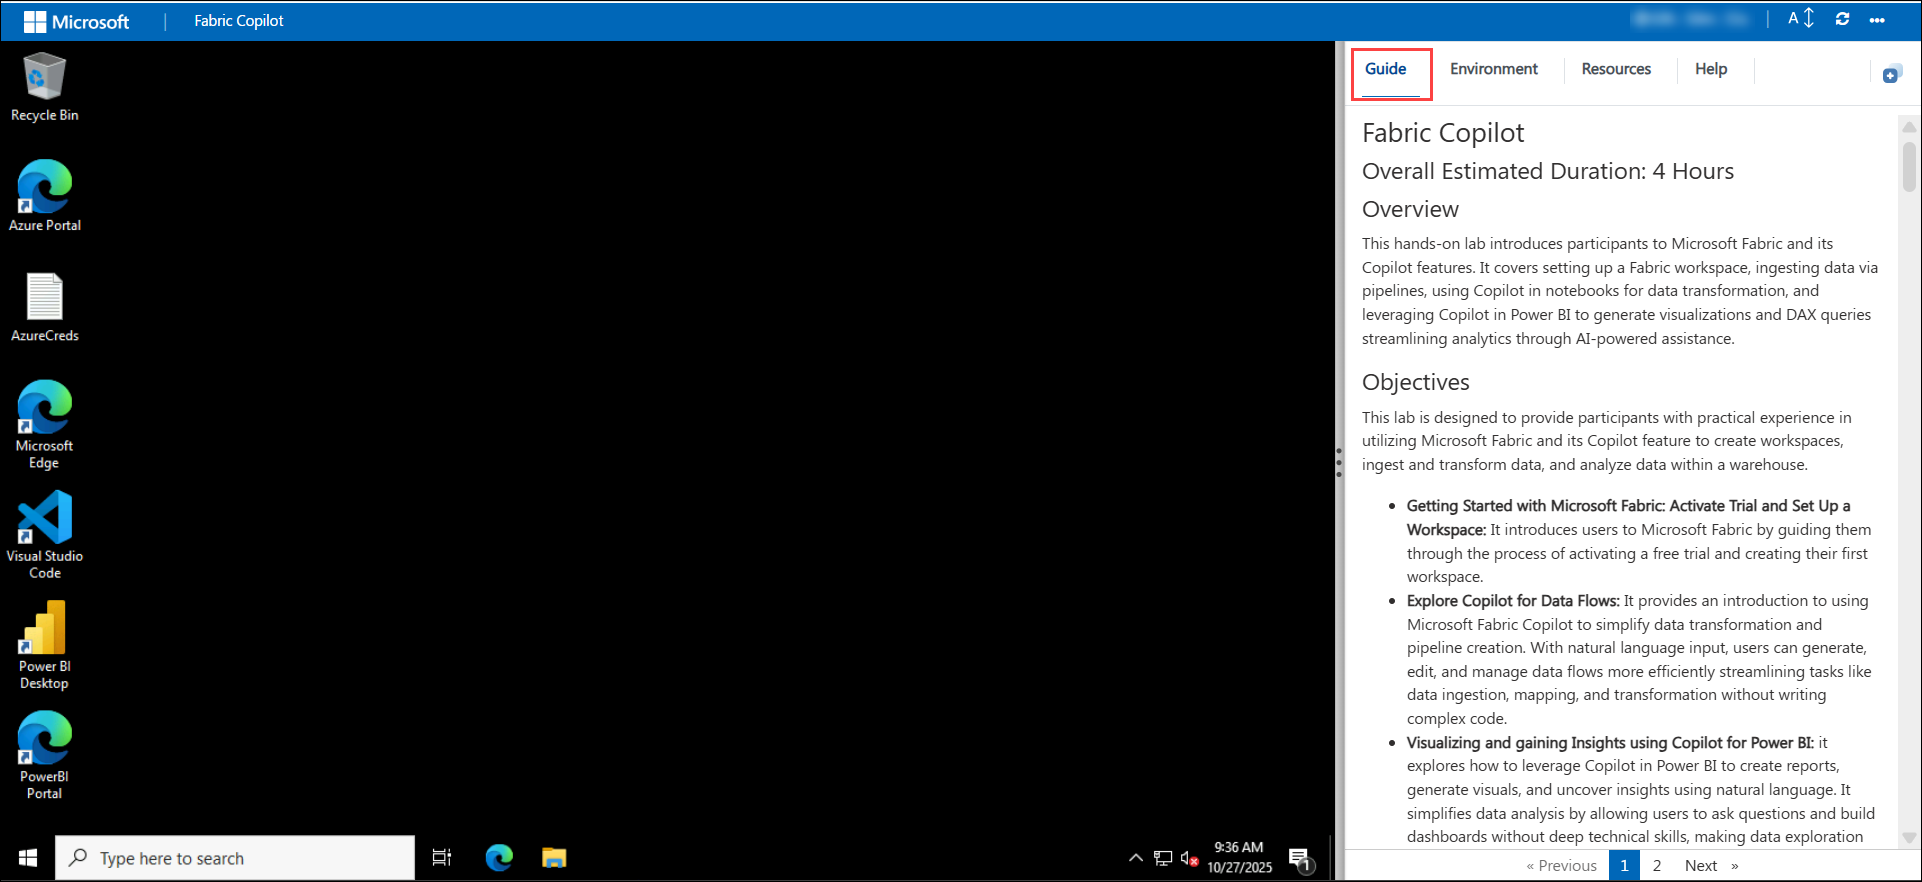 Microsoft
Fabric Copilot
A
Recycle Bin
Azure Portal
AzureCreds
Microsoft
Edge
Visual Studio
Code
Power BI
Desktop
PowerBI
Portal
Type here to search
9:36 AM
10/27/2025
1
Guide
Environment
Resources
Help
Fabric Copilot
Overall Estimated Duration: 4 Hours
Overview
This hands-on lab introduces participants to Microsoft Fabric and its
Copilot features. It covers setting up a Fabric workspace, ingesting data via
pipelines, using Copilot in notebooks for data transformation, and
leveraging Copilot in Power BI to generate visualizations and DAX queries
streamlining analytics through AI-powered assistance.
Objectives
This lab is designed to provide participants with practical experience in
utilizing Microsoft Fabric and its Copilot feature to create workspaces,
ingest and transform data, and analyze data within a warehouse.
• Getting Started with Microsoft Fabric: Activate Trial and Set Up a
Workspace: It introduces users to Microsoft Fabric by guiding them
through the process of activating a free trial and creating their first
workspace.
• Explore Copilot for Data Flows: It provides an introduction to using
Microsoft Fabric Copilot to simplify data transformation and
pipeline creation. With natural language input, users can generate,
edit, and manage data flows more efficiently streamlining tasks like
data ingestion, mapping, and transformation without writing
complex code.
• Visualizing and gaining Insights using Copilot for Power BI: it
explores how to leverage Copilot in Power BI to create reports,
generate visuals, and uncover insights using natural language. It
simplifies data analysis by allowing users to ask questions and build
dashboards without deep technical skills, making data exploration
« Previous 1 2 Next »